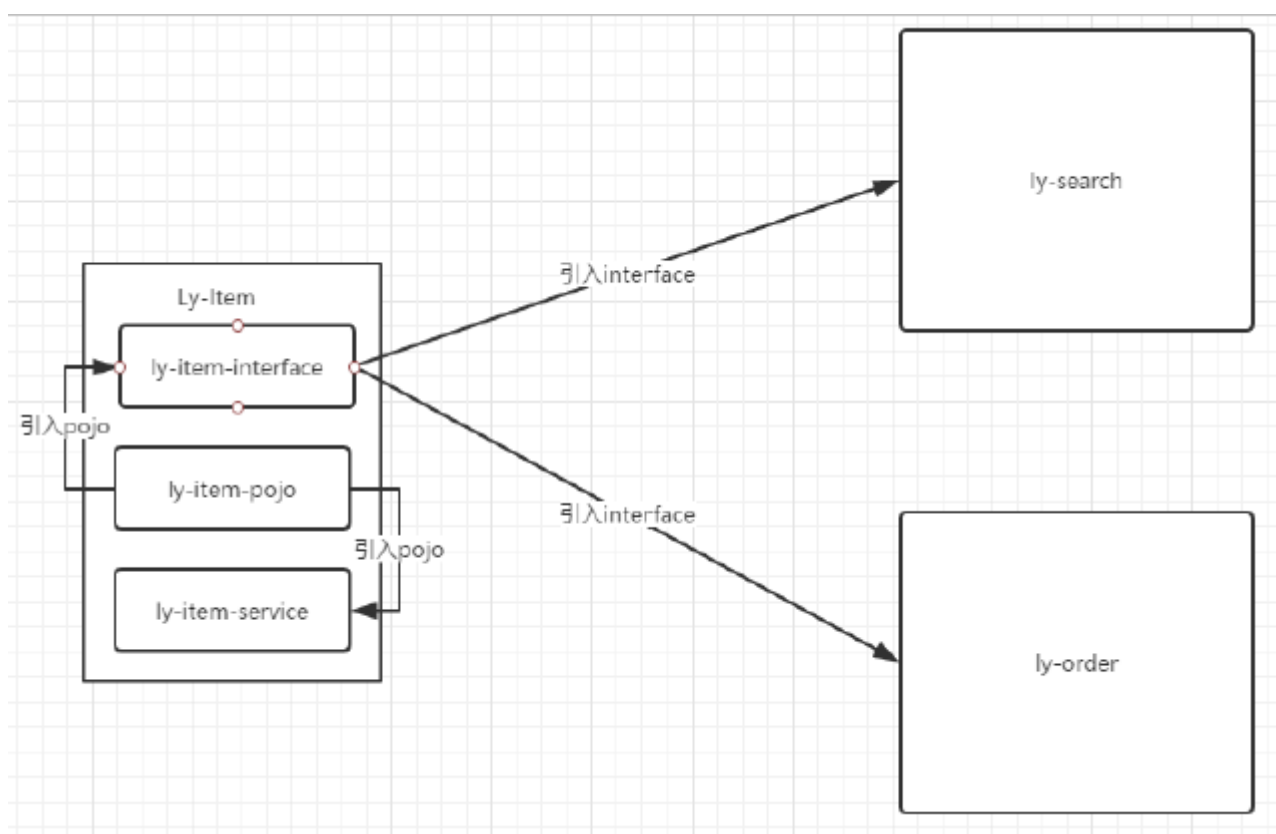 ly-search
引入interface
Ly-Item
ly-item-interface
引入pojo
ly-item-pojo
引入interface
引入pojo
ly-item-service
ly-order